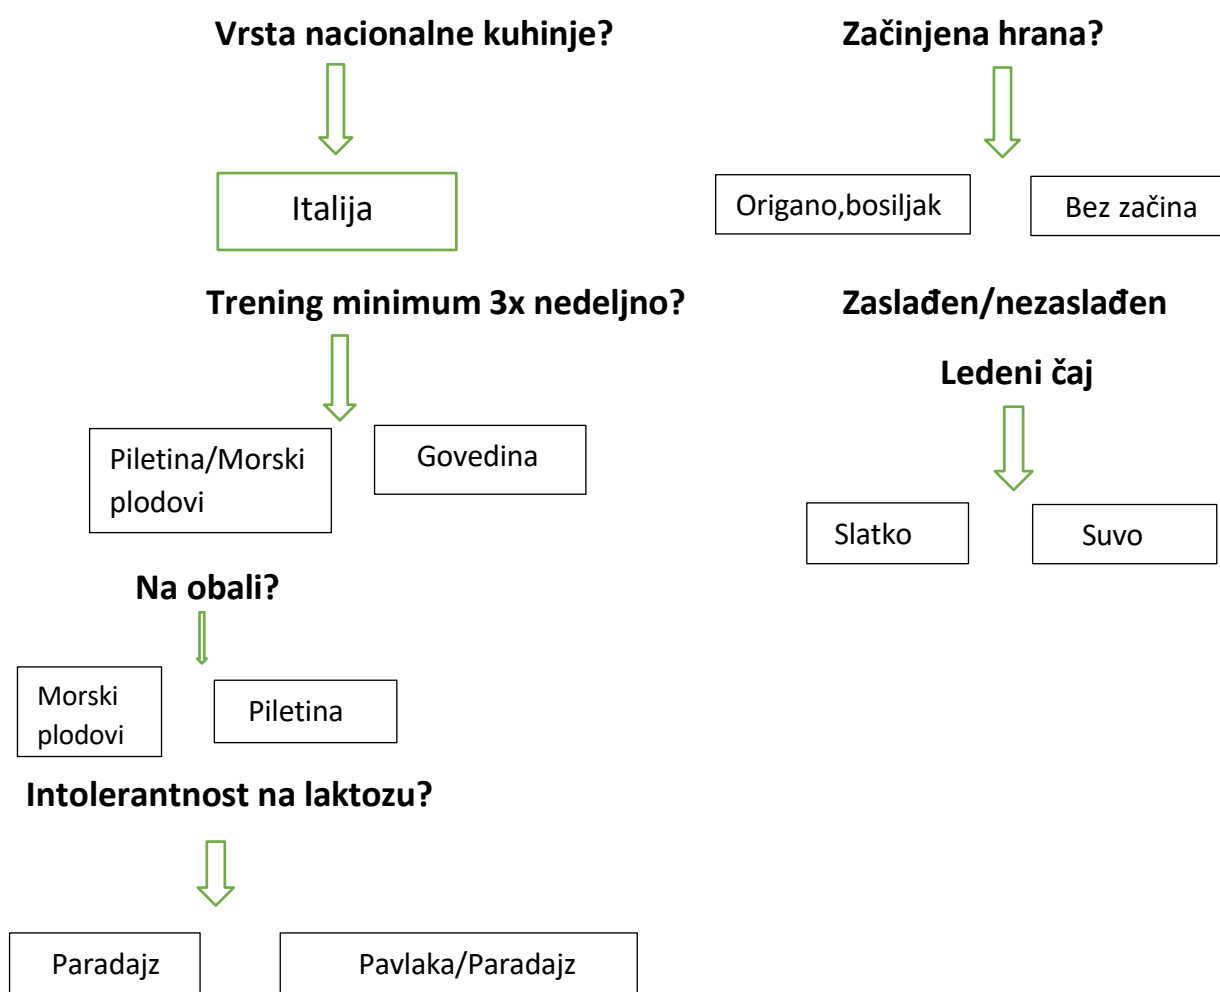 Vrsta nacionalne kuhinje?
Italija
Trening minimum 3x nedeljno?
Piletina/Morski
plodovi
Govedina
Na obali?
Morski
plodovi
Piletina
Intolerantnost na laktozu?
Paradajz
Pavlaka/Paradajz
Začinjena hrana?
Origano,bosiljak
Bez začina
Zaslađen/nezaslađen
Ledeni čaj
Slatko
Suvo